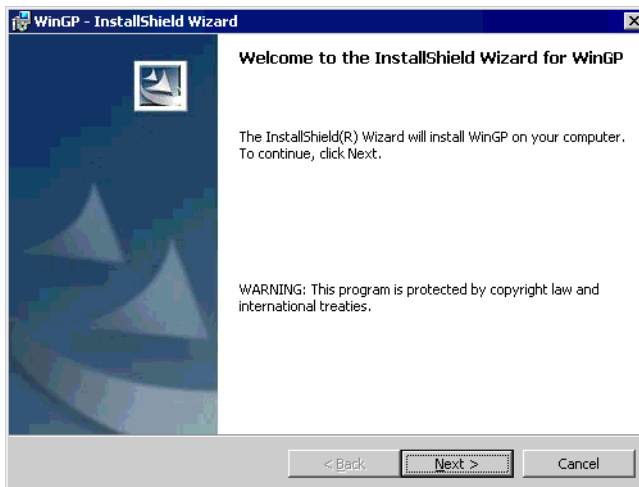 WinGP - InstallShield Wizard
Welcome to the InstallShield Wizard for WinGP
The InstallShield(R) Wizard will install WinGP on your computer.
To continue, click Next.
WARNING: This program is protected by copyright law and
international treaties.
< Back
Next >
Cancel